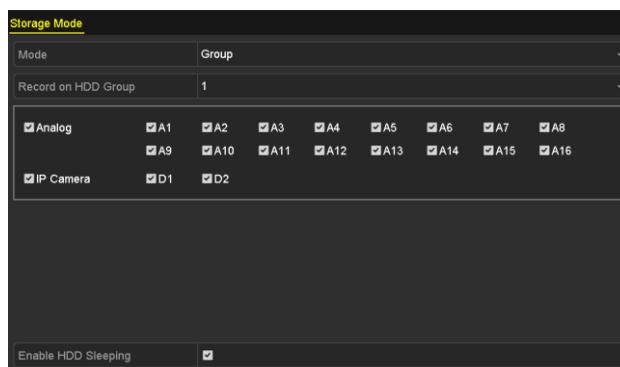 Storage Mode
Mode Group
Record on HDD Group 1
Analog A1 A2 A3 A4 A5 A6 A7 A8
A9 A10 A11 A12 A13 A14 A15 A16
IP Camera D1 D2
Enable HDD Sleeping